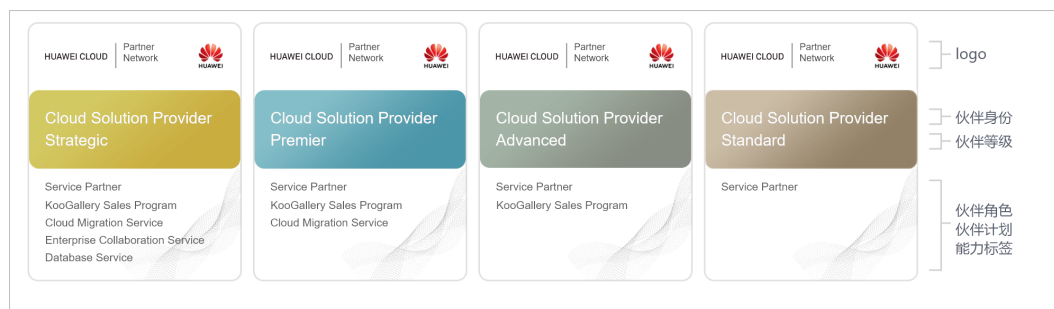 HUAWEI CLOUD
Partner
Network
HUAWEI
Cloud Solution Provider
Strategic
Service Partner
KooGallery Sales Program
Cloud Migration Service
Enterprise Collaboration Service
Database Service
HUAWEI CLOUD
Partner
Network
HUAWEI
Cloud Solution Provider
Premier
Service Partner
KooGallery Sales Program
Cloud Migration Service
HUAWEI CLOUD
Partner
Network
HUAWEI
Cloud Solution Provider
Advanced
Service Partner
KooGallery Sales Program
HUAWEI CLOUD
Partner
Network
HUAWEI
Cloud Solution Provider
Standard
Service Partner
logo
伙伴身份
伙伴等级
伙伴角色
伙伴计划
能力标签